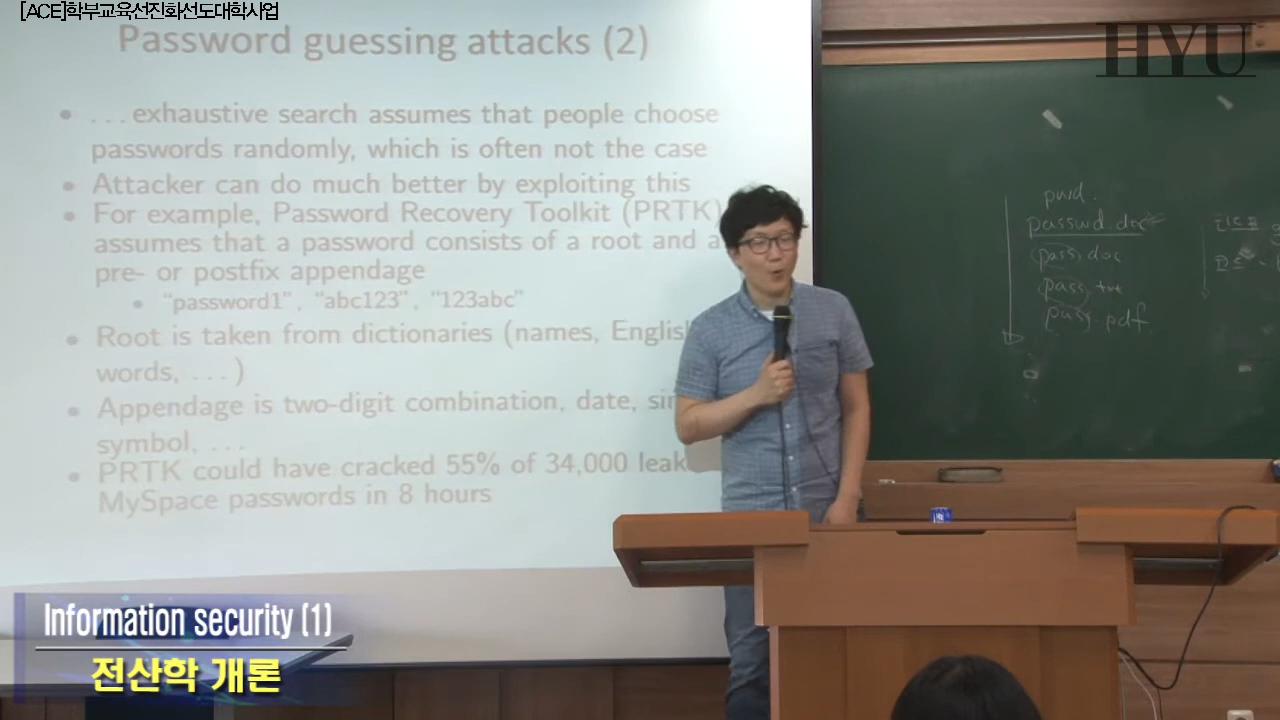 [ACE]학부교육선진화선도대학사업
HYU
Password guessing attacks (2)
• ...exhaustive search assumes that people choose
passwords randomly, which is often not the case
• Attacker can do much better by exploiting this
• For example, Password Recovery Toolkit (PRTK)
assumes that a password consists of a root and a
pre- or postfix appendage
• "password1", "abc123", "123abc"
• Root is taken from dictionaries (names, English
words, ...)
• Appendage is two-digit combination, date,
symbol, ...
• PRTK could have cracked 55% of 34,000
MySpace passwords in 8 hours
pwd.
passwd.doc
pass.doc
pass.txt
pass.pdf
Information security (1)
전산학 개론